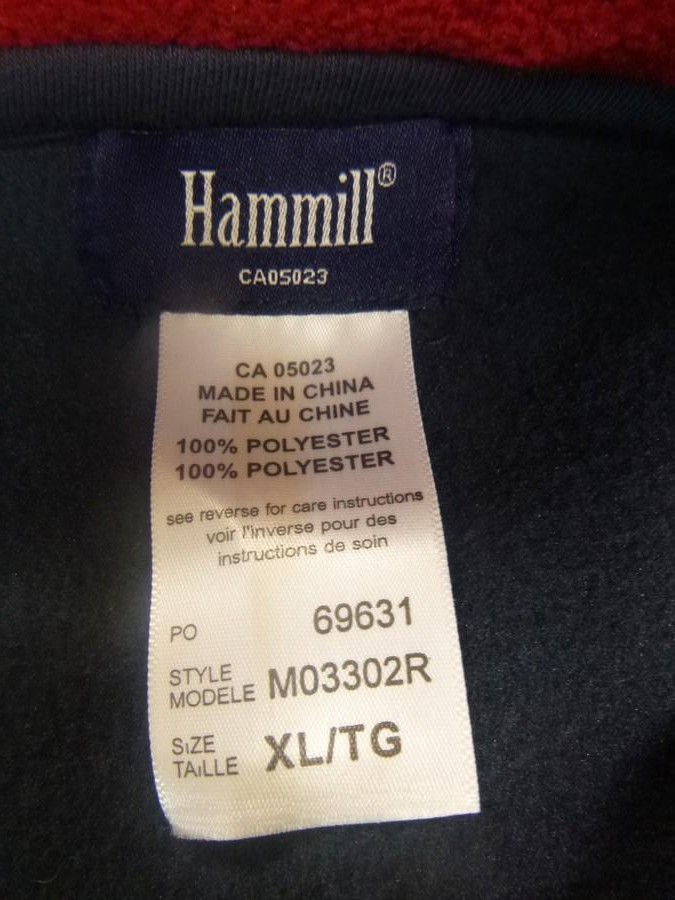 Hammill®
CA05023
CA 05023
MADE IN CHINA
FAIT AU CHINE
100% POLYESTER
100% POLYESTER
see reverse for care instructions
voir l'inverse pour des
instructions de soin
PO 69631
STYLE
MODELE M03302R
SIZE
TAILLE XL/TG